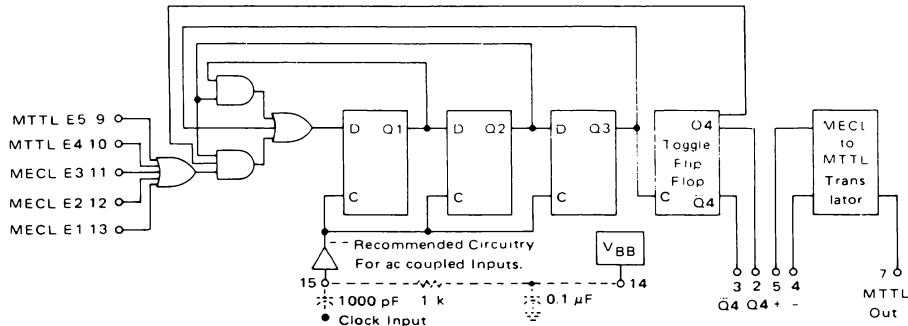 MTTL E5 9
MTTL E4 10
MECL E3 11
MECL E2 12
MECL E1 13
D Q1
C
D Q2
C
D Q3
C
Q4
Toggle
Flip
Flop
C Q̅4
MECL
to
MTTL
Trans
lator
Recommended Circuitry
For ac coupled Inputs.
VBB
15
14
1000 pF
1 k
0.1 µF
Clock Input
3 2 5 4
Q̅4 Q4 + -
7
MTTL
Out